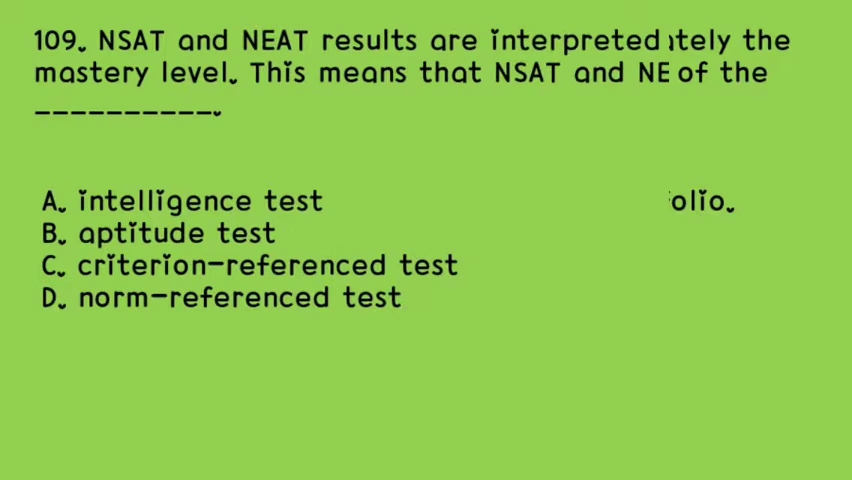 109. NSAT and NEAT results are interpreted tely the
mastery level. This means that NSAT and NE of the
__________.
A. intelligence test olio.
B. aptitude test
C. criterion-referenced test
D. norm-referenced test